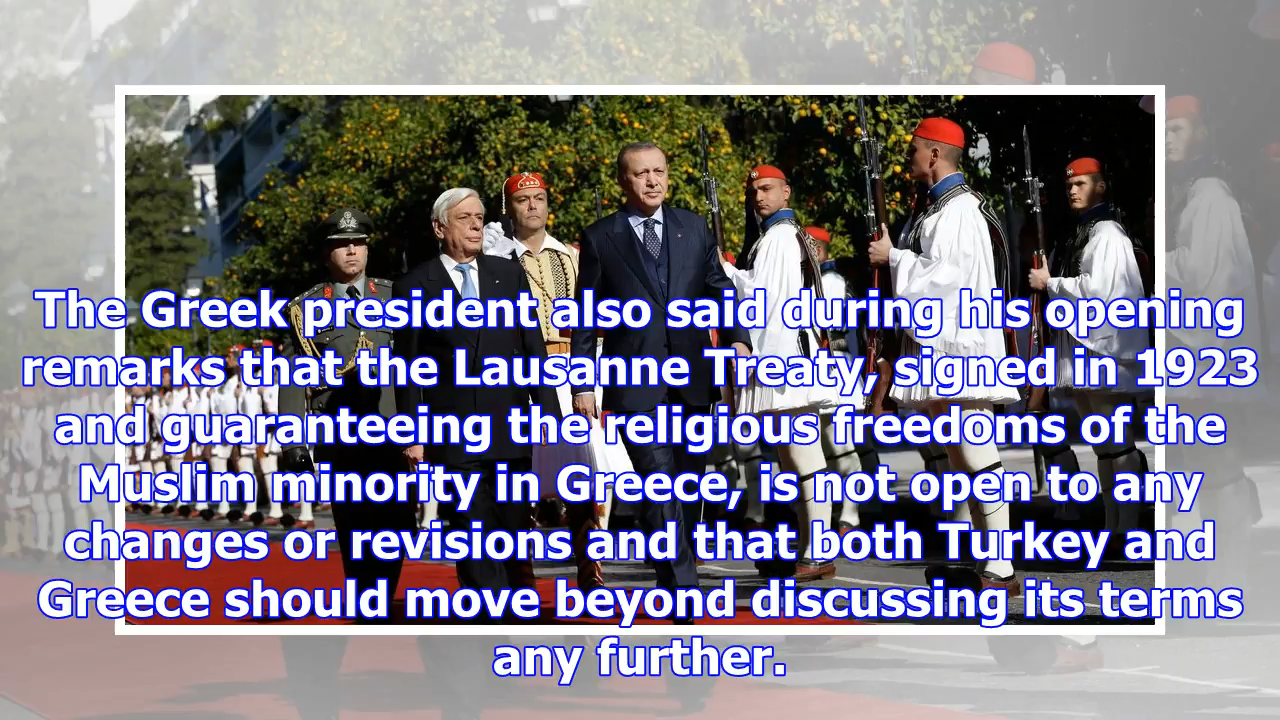 The Greek president also said during his opening
remarks that the Lausanne Treaty, signed in 1923
and guaranteeing the religious freedoms of the
Muslim minority in Greece, is not open to any
changes or revisions and that both Turkey and
Greece should move beyond discussing its terms
any further.